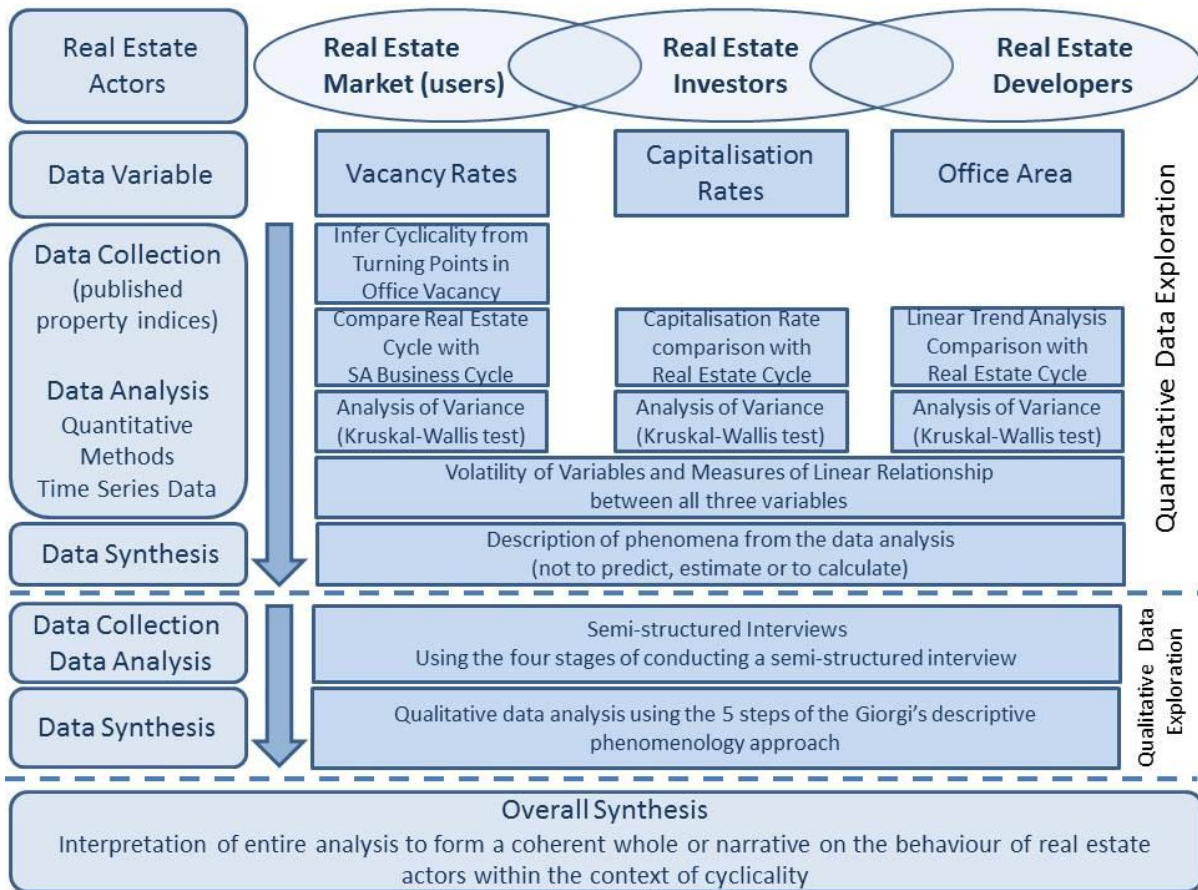 Real Estate
Actors
Real Estate
Market (users)
Real Estate
Investors
Real Estate
Developers
Data Variable
Vacancy Rates
Capitalisation
Rates
Office Area
Data Collection
(published
property indices)
Data Analysis
Quantitative
Methods
Time Series Data
Infer Cyclicality from
Turning Points in
Office Vacancy
Compare Real Estate
Cycle with
SA Business Cycle
Capitalisation Rate
comparison with
Real Estate Cycle
Linear Trend Analysis
Comparison with
Real Estate Cycle
Analysis of Variance
(Kruskal-Wallis test)
Analysis of Variance
(Kruskal-Wallis test)
Analysis of Variance
(Kruskal-Wallis test)
Volatility of Variables and Measures of Linear Relationship
between all three variables
Data Synthesis
Description of phenomena from the data analysis
(not to predict, estimate or to calculate)
Quantitative Data Exploration
Data Collection
Data Analysis
Semi-structured Interviews
Using the four stages of conducting a semi-structured interview
Data Synthesis
Qualitative data analysis using the 5 steps of the Giorgi's descriptive
phenomenology approach
Qualitative Data
Exploration
Overall Synthesis
Interpretation of entire analysis to form a coherent whole or narrative on the behaviour of real estate
actors within the context of cyclicality